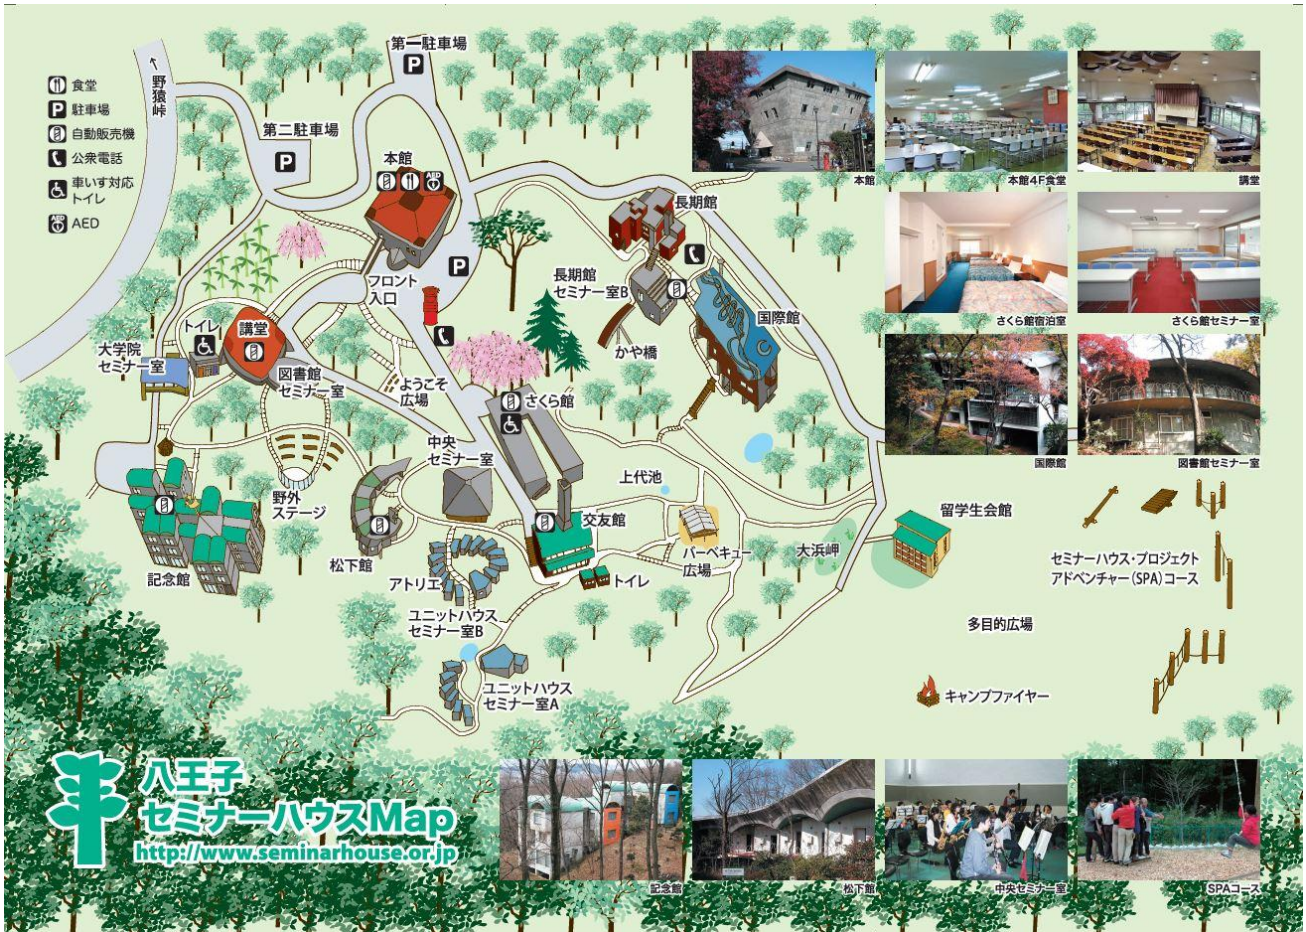 第一駐車場
P
野猿峠
食堂
P 駐車場
自動販売機
公衆電話
車いす対応
トイレ
AED AED
第二駐車場
P
本館
AED
フロント
入口
P
長期館
長期館
セミナー室B
国際館
かや橋
トイレ
講堂
大学院
セミナー室
図書館
セミナー室
ようこそ
広場
さくら館
中央
セミナー室
野外
ステージ
上代池
記念館
松下館
アトリエ
交友館
トイレ
バーベキュー
広場
大浜岬
留学生会館
ユニットハウス
セミナー室B
ユニットハウス
セミナー室A
セミナーハウス・プロジェクト
アドベンチャー(SPA)コース
多目的広場
キャンプファイヤー
本館
本館4F食堂
講堂
さくら館宿泊室
さくら館セミナー室
国際館
図書館セミナー室
八王子
セミナーハウスMap
http://www.seminarhouse.or.jp
記念館
松下館
中央セミナー室
SPAコース